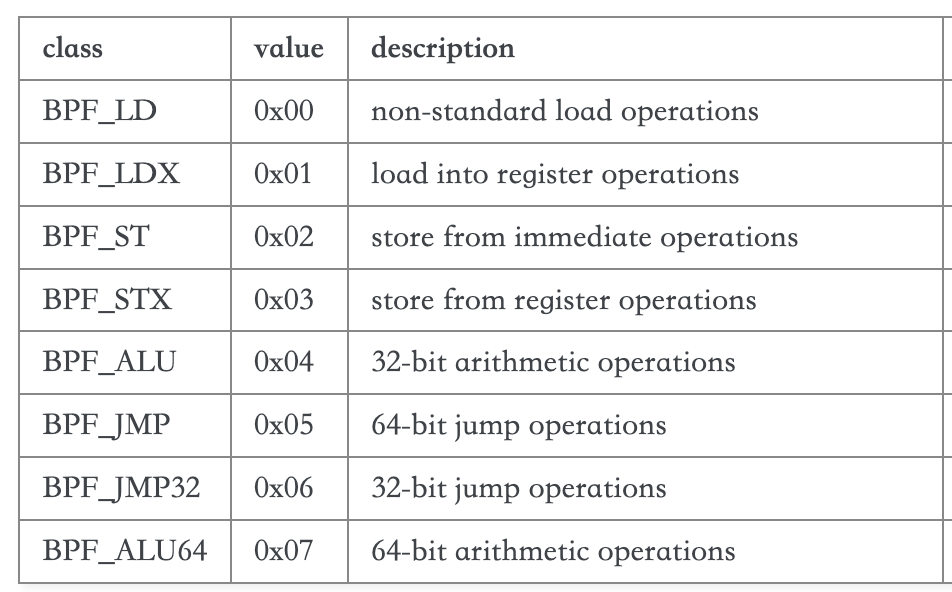 class value description
BPF_LD 0x00 non-standard load operations
BPF_LDX 0x01 load into register operations
BPF_ST 0x02 store from immediate operations
BPF_STX 0x03 store from register operations
BPF_ALU 0x04 32-bit arithmetic operations
BPF_JMP 0x05 64-bit jump operations
BPF_JMP32 0x06 32-bit jump operations
BPF_ALU64 0x07 64-bit arithmetic operations